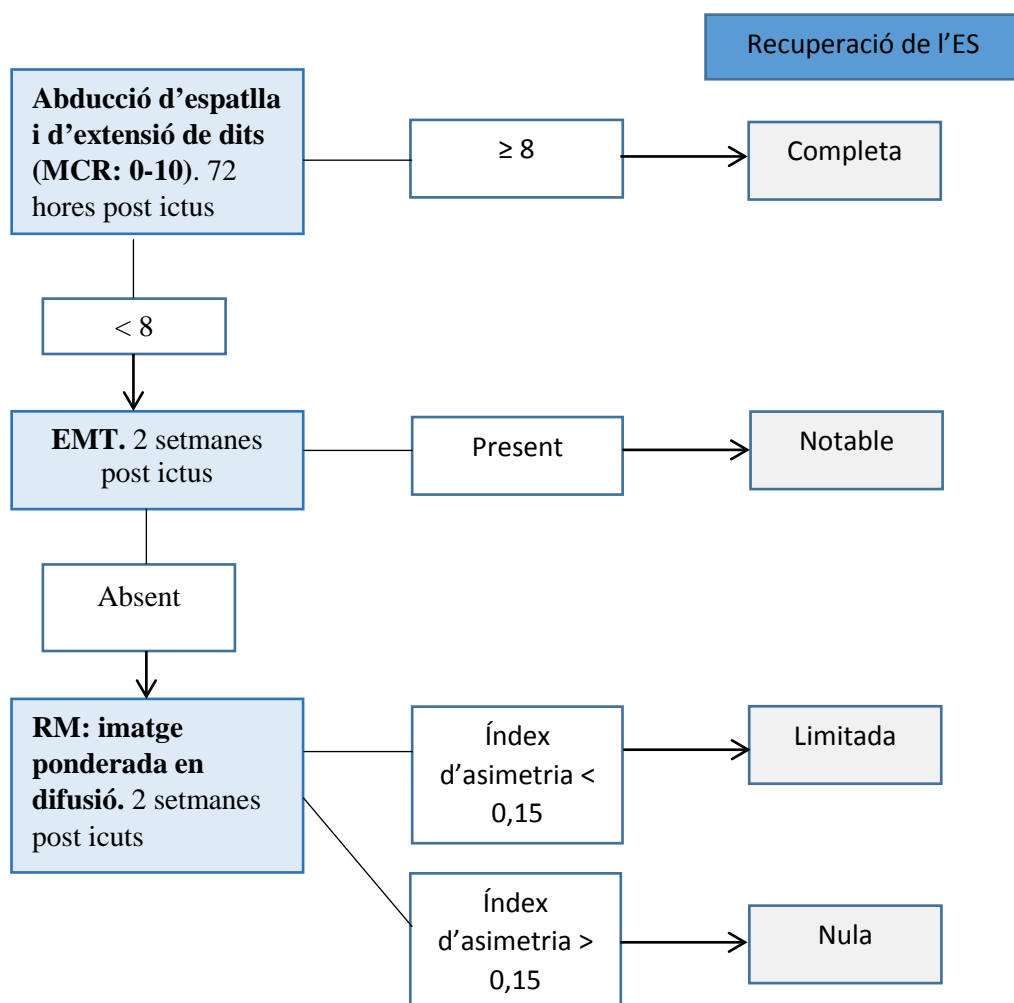 Recuperació de l’ES
Abducció d’espatlla
i d’extensió de dits
(MCR: 0-10). 72
hores post ictus
≥ 8
Completa
< 8
EMT. 2 setmanes
post ictus
Present
Notable
Absent
RM: imatge
ponderada en
difusió. 2 setmanes
post icuts
Índex
d’asimetria <
0,15
Limitada
Índex
d’asimetria >
0,15
Nula